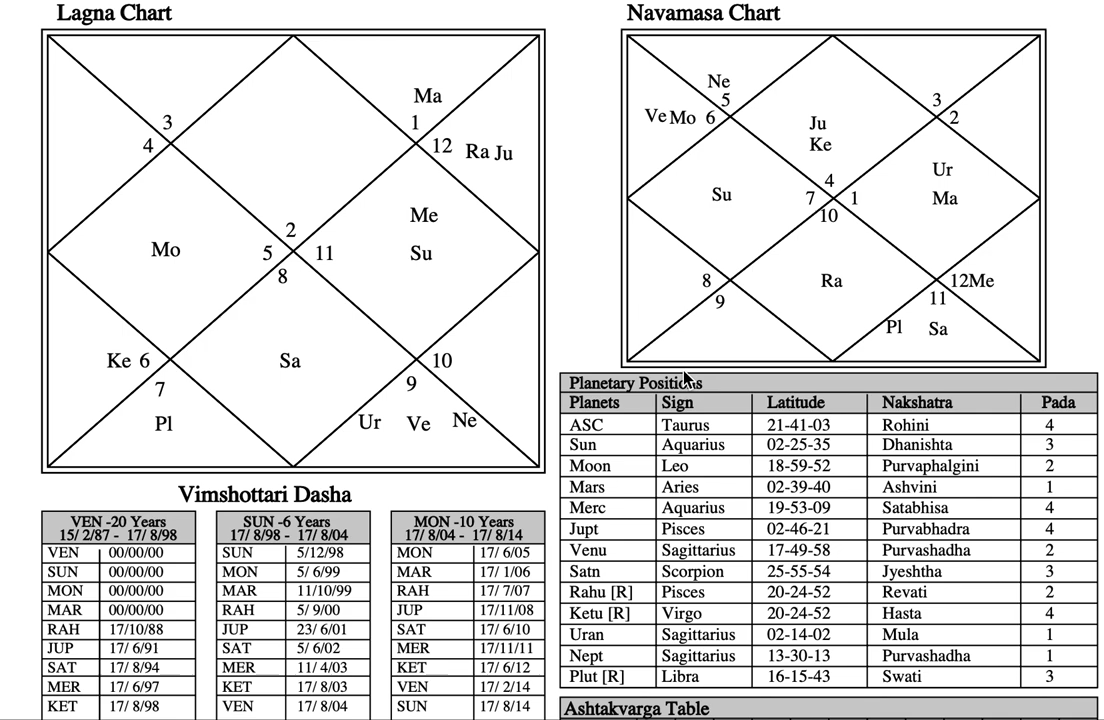 Lagna Chart
Ma
3
1
4
12 Ra Ju
Me
2
Mo
5
11
Su
8
Ke 6
Sa
10
7
9
Pl
Ur Ve Ne
Navamasa Chart
Ne
5
3
Ve Mo 6
2
Ju
Ke
Ur
4
Su
7
1
Ma
10
8
Ra
12Me
9
11
Pl
Sa
Vimshottari Dasha
VEN -20 Years
15/ 2/87 - 17/ 8/98
VEN 00/00/00
SUN 00/00/00
MON 00/00/00
MAR 00/00/00
RAH 17/10/88
JUP 17/ 6/91
SAT 17/ 8/94
MER 17/ 6/97
KET 17/ 8/98
SUN -6 Years
17/ 8/98 - 17/ 8/04
SUN 5/12/98
MON 5/ 6/99
MAR 11/10/99
RAH 5/ 9/00
JUP 23/ 6/01
SAT 5/ 6/02
MER 11/ 4/03
KET 17/ 8/03
VEN 17/ 8/04
MON -10 Years
17/ 8/04 - 17/ 8/14
MON 17/ 6/05
MAR 17/ 1/06
RAH 17/ 7/07
JUP 17/11/08
SAT 17/ 6/10
MER 17/11/11
KET 17/ 6/12
VEN 17/ 2/14
SUN 17/ 8/14
Planetary Positions
Planets Sign Latitude Nakshatra Pada
ASC Taurus 21-41-03 Rohini 4
Sun Aquarius 02-25-35 Dhanishta 3
Moon Leo 18-59-52 Purvaphalgini 2
Mars Aries 02-39-40 Ashvini 1
Merc Aquarius 19-53-09 Satabhisa 4
Jupt Pisces 02-46-21 Purvabhadra 4
Venu Sagittarius 17-49-58 Purvashadha 2
Satn Scorpion 25-55-54 Jyeshtha 3
Rahu [R] Pisces 20-24-52 Revati 2
Ketu [R] Virgo 20-24-52 Hasta 4
Uran Sagittarius 02-14-02 Mula 1
Nept Sagittarius 13-30-13 Purvashadha 1
Plut [R] Libra 16-15-43 Swati 3
Ashtakvarga Table